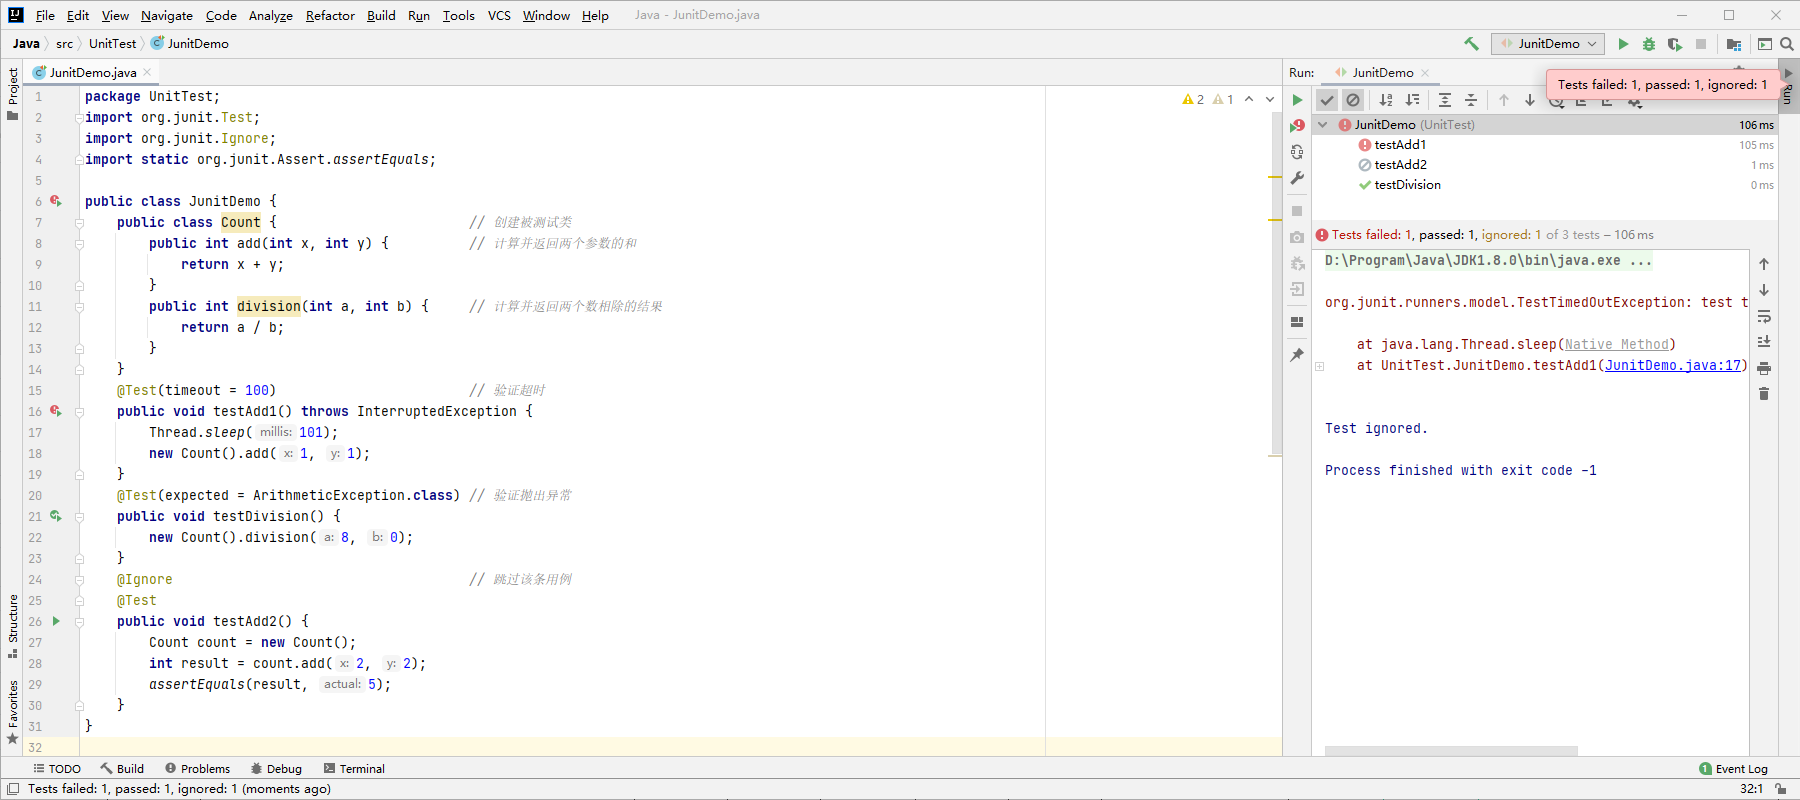 File Edit View Navigate Code Analyze Refactor Build Run Tools VCS Window Help Java - JunitDemo.java
Java src UnitTest JunitDemo
JunitDemo
Project
JunitDemo.java
Run: JunitDemo
Tests failed: 1, passed: 1, ignored: 1
Run
2 1
1 package UnitTest;
2 import org.junit.Test;
3 import org.junit.Ignore;
4 import static org.junit.Assert.assertEquals;
5
6 public class JunitDemo {
7 public class Count { // 创建被测试类
8 public int add(int x, int y) { // 计算并返回两个参数的和
9 return x + y;
10 }
11 public int division(int a, int b) { // 计算并返回两个数相除的结果
12 return a / b;
13 }
14 }
15 @Test(timeout = 100) // 验证超时
16 public void testAdd1() throws InterruptedException {
17 Thread.sleep( millis: 101);
18 new Count().add( x: 1, y: 1);
19 }
20 @Test(expected = ArithmeticException.class) // 验证抛出异常
21 public void testDivision() {
22 new Count().division( a: 8, b: 0);
23 }
24 @Ignore // 跳过该条用例
25 @Test
26 public void testAdd2() {
27 Count count = new Count();
28 int result = count.add( x: 2, y: 2);
29 assertEquals(result, actual: 5);
30 }
31 }
32
JunitDemo (UnitTest) 106 ms
testAdd1 105 ms
testAdd2 1 ms
testDivision 0 ms
Tests failed: 1, passed: 1, ignored: 1 of 3 tests – 106 ms
D:\Program\Java\JDK1.8.0\bin\java.exe ...
org.junit.runners.model.TestTimedOutException: test t
at java.lang.Thread.sleep(Native Method)
at UnitTest.JunitDemo.testAdd1(JunitDemo.java:17)
Test ignored.
Process finished with exit code -1
Structure
Favorites
TODO Build Problems Debug Terminal 1 Event Log
Tests failed: 1, passed: 1, ignored: 1 (moments ago) 32:1